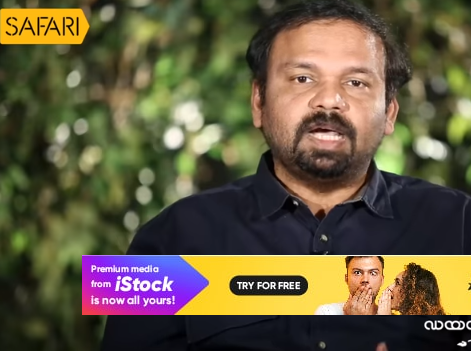 SAFARI
Premium media
from iStock
is now all yours!
TRY FOR FREE